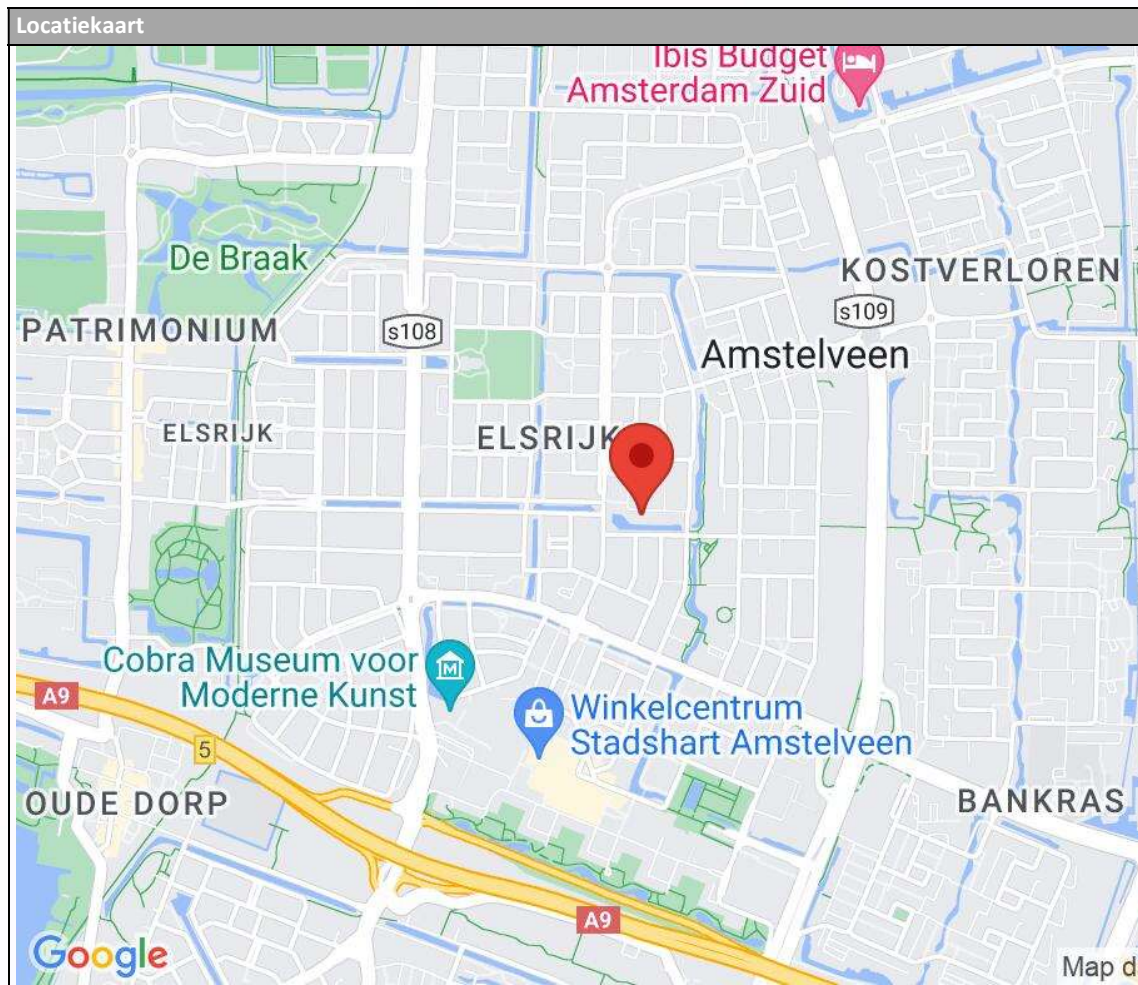 Locatiekaart
Ibis Budget
Amsterdam Zuid
De Braak
KOSTVERLOREN
PATRIMONIUM
s108
s109
Amstelveen
ELSRIJK
ELSRIJK
Cobra Museum voor
Moderne Kunst
M
A9
Winkelcentrum
Stadshart Amstelveen
5
OUDE DORP
BANKRAS
A9
Google
Map d